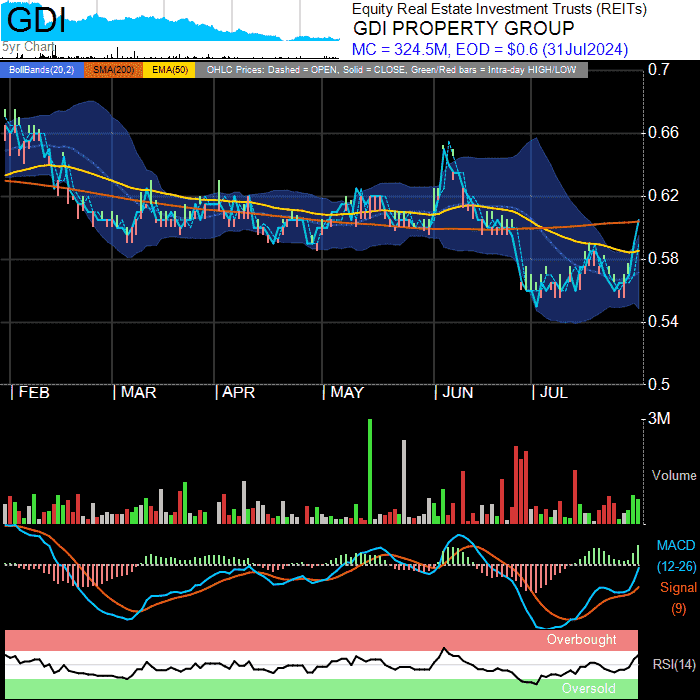 GDI
5yr Chart
Equity Real Estate Investment Trusts (REITs)
GDI PROPERTY GROUP
MC = 324.5M, EOD = $0.6 (31Jul2024)
BollBands(20,2) SMA(200) EMA(50) OHLC Prices: Dashed = OPEN, Solid = CLOSE, Green/Red bars = Intra-day HIGH/LOW
0.7
0.66
0.62
0.58
0.54
0.5
FEB MAR APR MAY JUN JUL
3M
Volume
MACD
(12-26)
Signal
(9)
Overbought
RSI(14)
Oversold